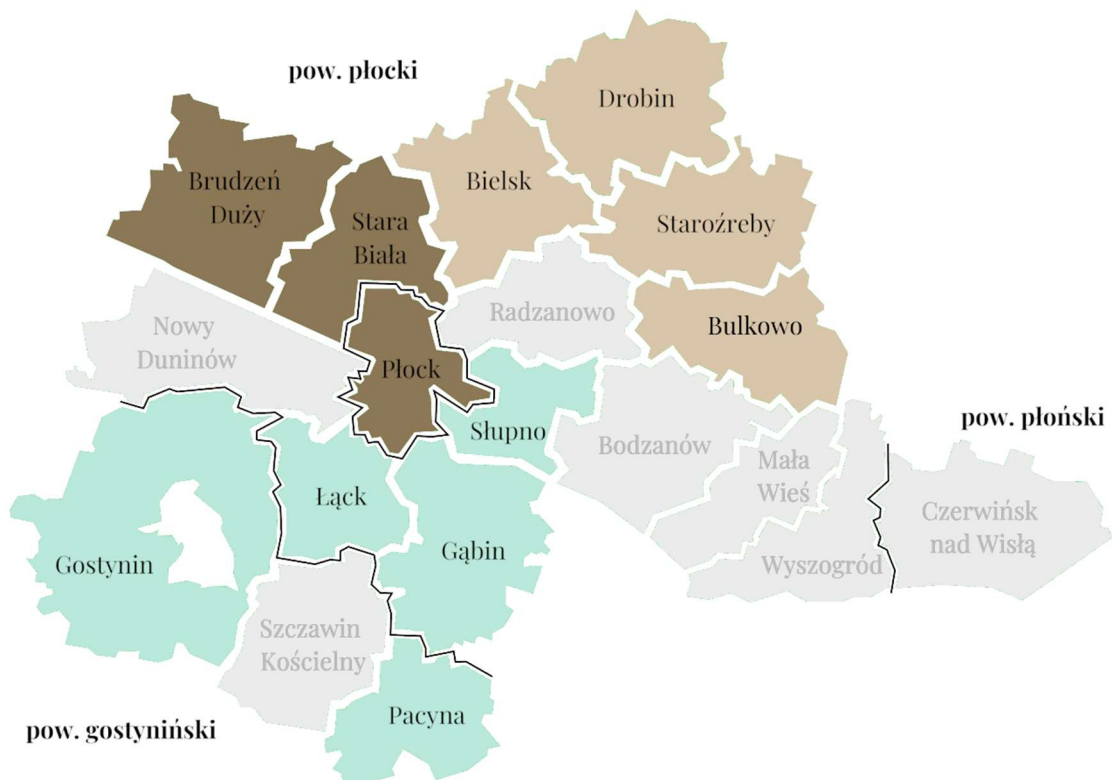 pow. płocki
Drobin
Brudzeń
Duży
Bielsk
Stara
Biała
Staroźreby
Radzanowo
Nowy
Duninów
Bulkowo
Płock
pow. płoński
Słupno
Bodzanów
Mała
Wieś
Łąck
Czerwińsk
nad Wisłą
Gostynin
Gąbin
Wyszogród
Szczawin
Kościelny
Pacyna
pow. gostyniński